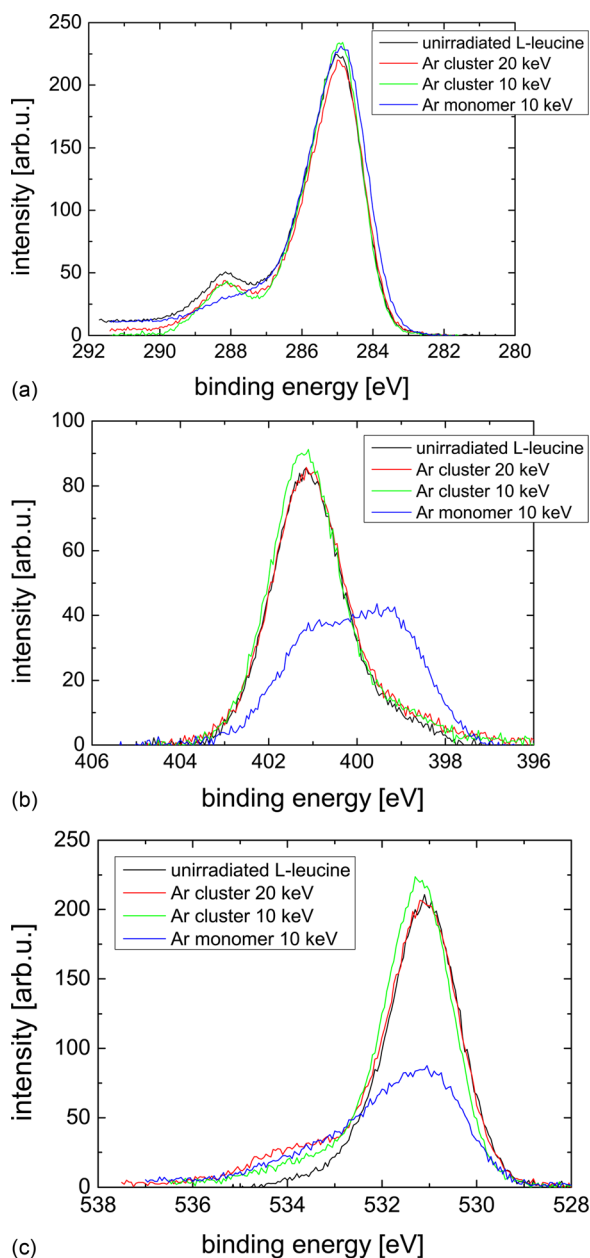 250
200
150
100
50
0
intensity [arb.u.]
unirradiated L-leucine
Ar cluster 20 keV
Ar cluster 10 keV
Ar monomer 10 keV
292 290 288 286 284 282 280
binding energy [eV]
(a)
100
80
60
40
20
0
intensity [arb.u.]
unirradiated L-leucine
Ar cluster 20 keV
Ar cluster 10 keV
Ar monomer 10 keV
406 404 402 400 398 396
binding energy [eV]
(b)
250
200
150
100
50
0
intensity [arb.u.]
unirradiated L-leucine
Ar cluster 20 keV
Ar cluster 10 keV
Ar monomer 10 keV
538 536 534 532 530 528
binding energy [eV]
(c)